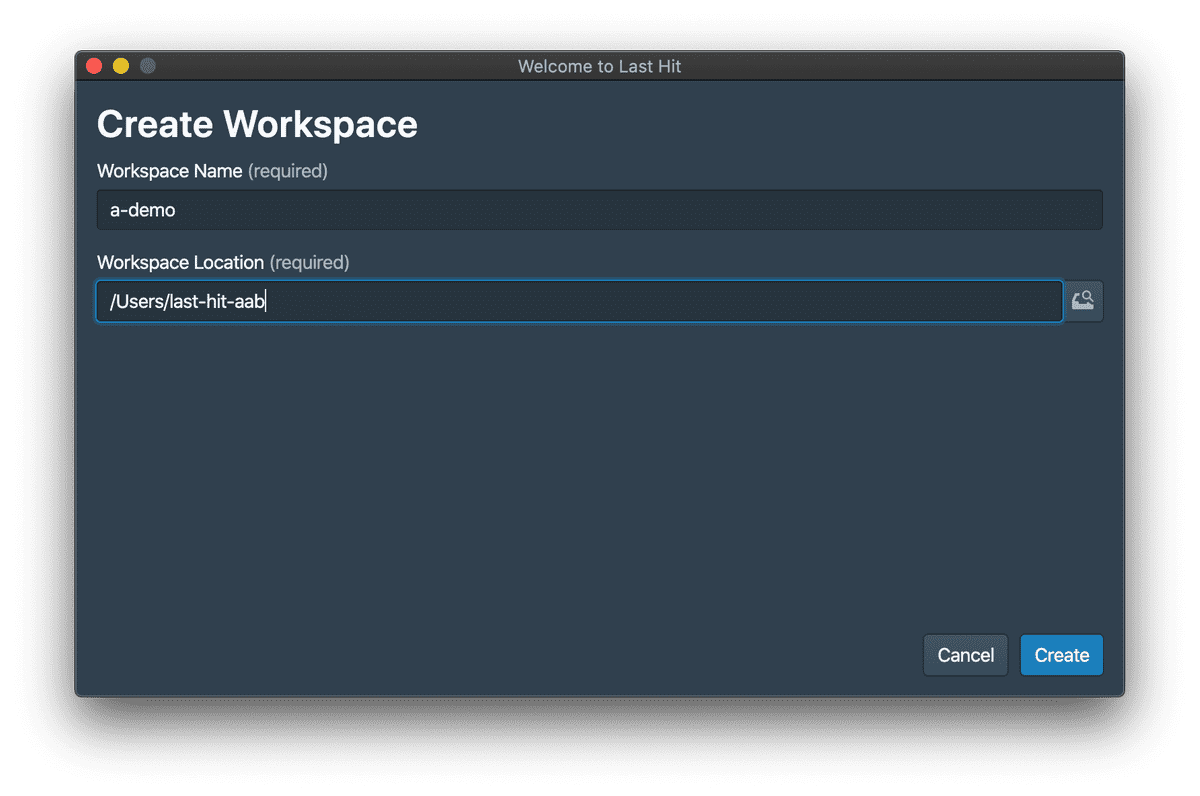 Welcome to Last Hit
Create Workspace
Workspace Name (required)
a-demo
Workspace Location (required)
/Users/last-hit-aab
Cancel
Create